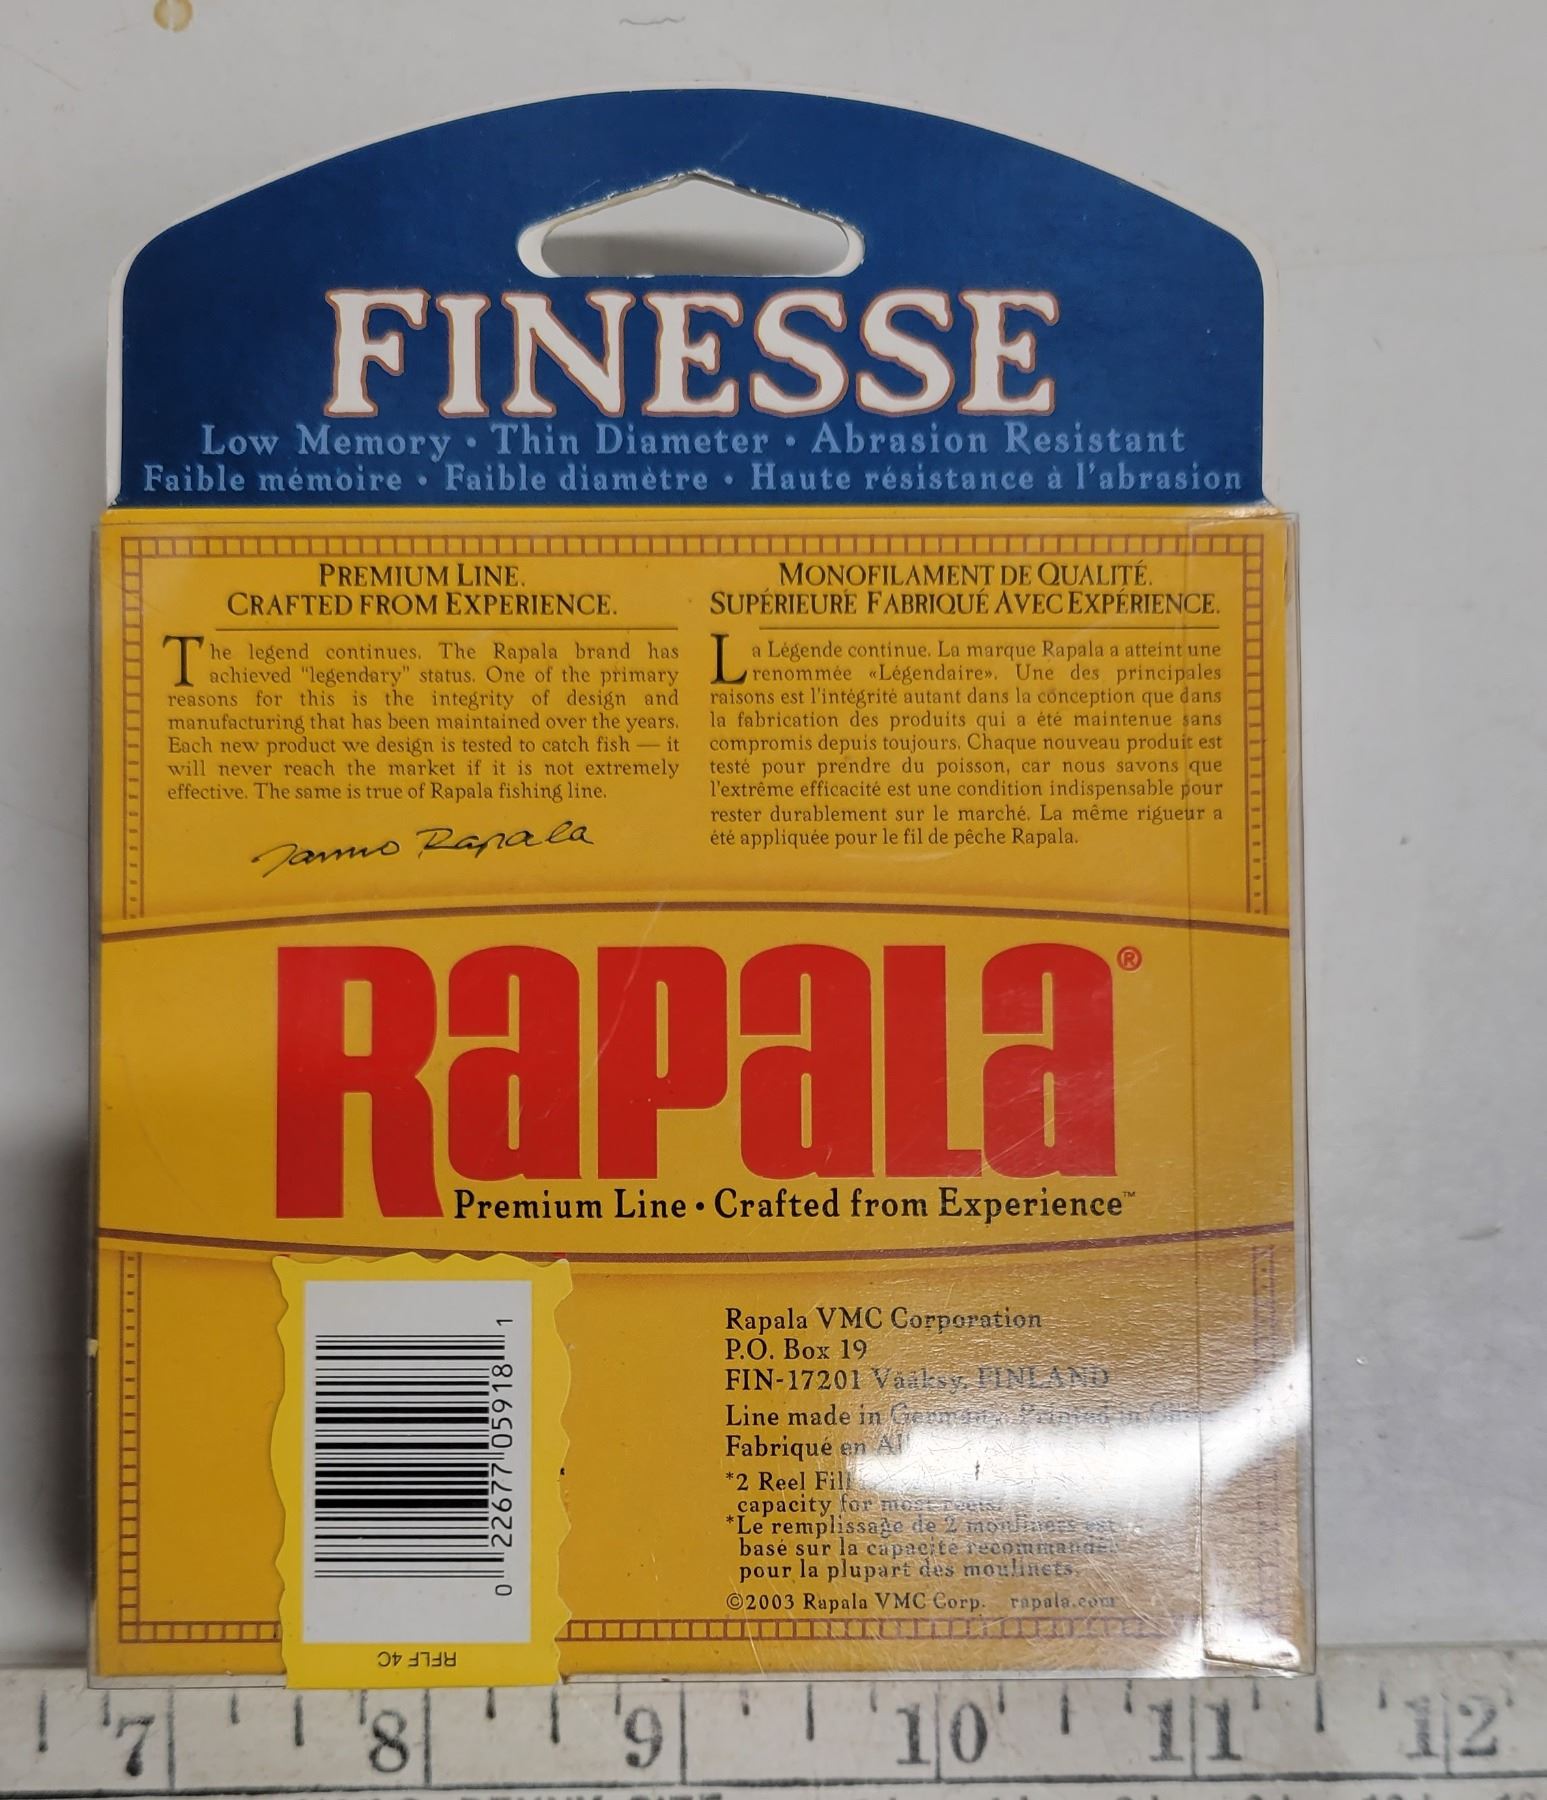 FINESSE
Low Memory • Thin Diameter • Abrasion Resistant
Faible mémoire • Faible diamètre • Haute résistance à l'abrasion
PREMIUM LINE.
CRAFTED FROM EXPERIENCE.
The legend continues. The Rapala brand has
achieved "legendary" status. One of the primary
reasons for this is the integrity of design and
manufacturing that has been maintained over the years.
Each new product we design is tested to catch fish — it
will never reach the market if it is not extremely
effective. The same is true of Rapala fishing line.
Jarmo Rapala
MONOFILAMENT DE QUALITÉ.
SUPÉRIEURE FABRIQUÉ AVEC EXPÉRIENCE.
La Légende continue. La marque Rapala a atteint une
renommée «Légendaire». Une des principales
raisons est l'intégrité autant dans la conception que dans
la fabrication des produits qui a été maintenue sans
compromis depuis toujours. Chaque nouveau produit est
testé pour prendre du poisson, car nous savons que
l'extrême efficacité est une condition indispensable pour
rester durablement sur le marché. La même rigueur a
été appliquée pour le fil de pêche Rapala.
RAPALA®
Premium Line • Crafted from Experience™
0 22677 05918 1
RFLF 4C
Rapala VMC Corporation
P.O. Box 19
FIN-17201 Vääksy, FINLAND
Line made in Germany. Printed in
Fabriqué en
*2 Reel Fill
capacity for most reels.
*Le remplissage de 2 moulinets est
basé sur la capacité recommandée
pour la plupart des moulinets.
©2003 Rapala VMC Corp. rapala.com
7 8 9 10 11 12